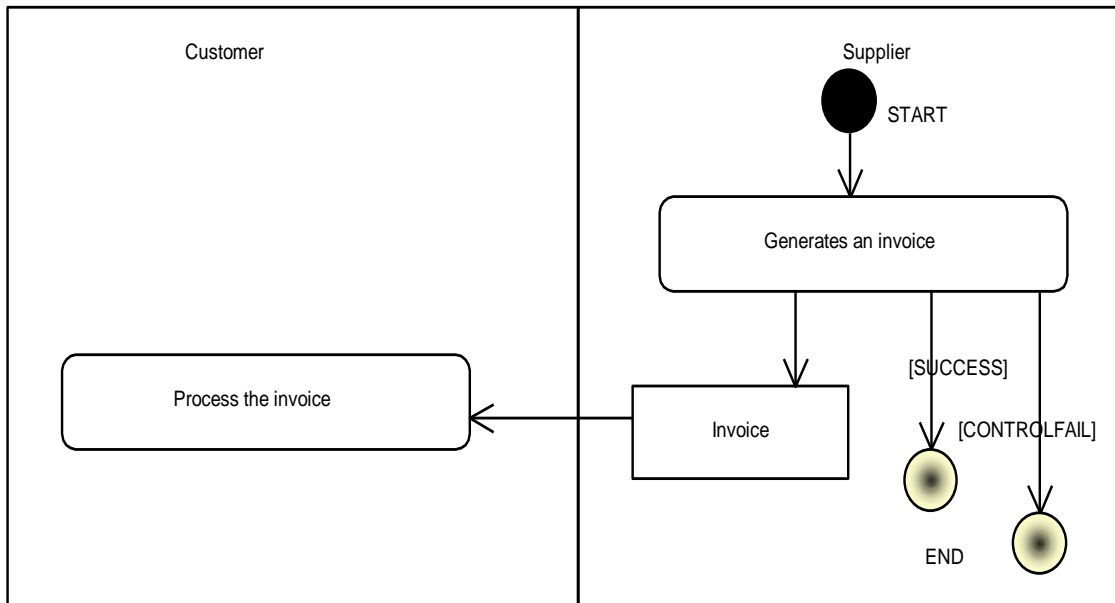 Customer
Supplier
START
Generates an invoice
[SUCCESS]
Process the invoice
Invoice
[CONTROLFAIL]
END